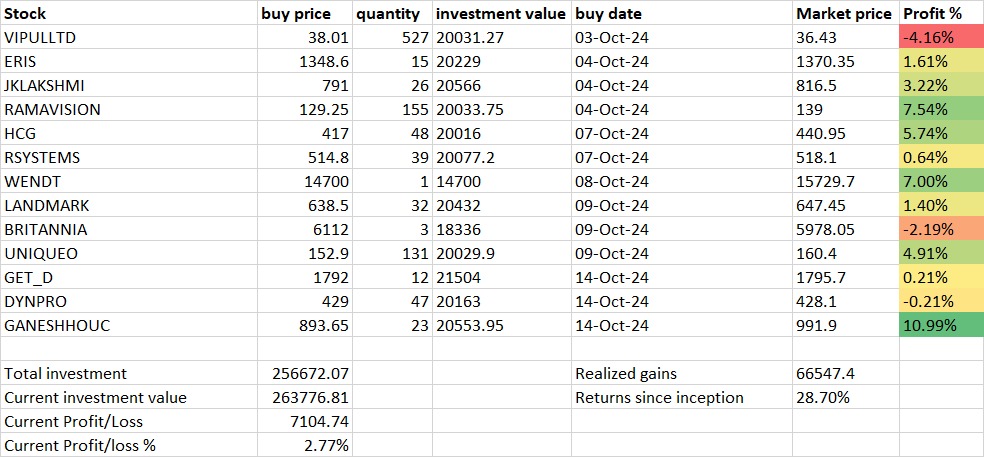 Stock buy price quantity investment value buy date Market price Profit %
VIPULLTD 38.01 527 20031.27 03-Oct-24 36.43 -4.16%
ERIS 1348.6 15 20229 04-Oct-24 1370.35 1.61%
JKLAKSHMI 791 26 20566 04-Oct-24 816.5 3.22%
RAMAVISION 129.25 155 20033.75 04-Oct-24 139 7.54%
HCG 417 48 20016 07-Oct-24 440.95 5.74%
RSYSTEMS 514.8 39 20077.2 07-Oct-24 518.1 0.64%
WENDT 14700 1 14700 08-Oct-24 15729.7 7.00%
LANDMARK 638.5 32 20432 09-Oct-24 647.45 1.40%
BRITANNIA 6112 3 18336 09-Oct-24 5978.05 -2.19%
UNIQUEO 152.9 131 20029.9 09-Oct-24 160.4 4.91%
GET_D 1792 12 21504 14-Oct-24 1795.7 0.21%
DYNPRO 429 47 20163 14-Oct-24 428.1 -0.21%
GANESHHOUC 893.65 23 20553.95 14-Oct-24 991.9 10.99%
Total investment 256672.07 Realized gains 66547.4
Current investment value 263776.81 Returns since inception 28.70%
Current Profit/Loss 7104.74
Current Profit/loss % 2.77%